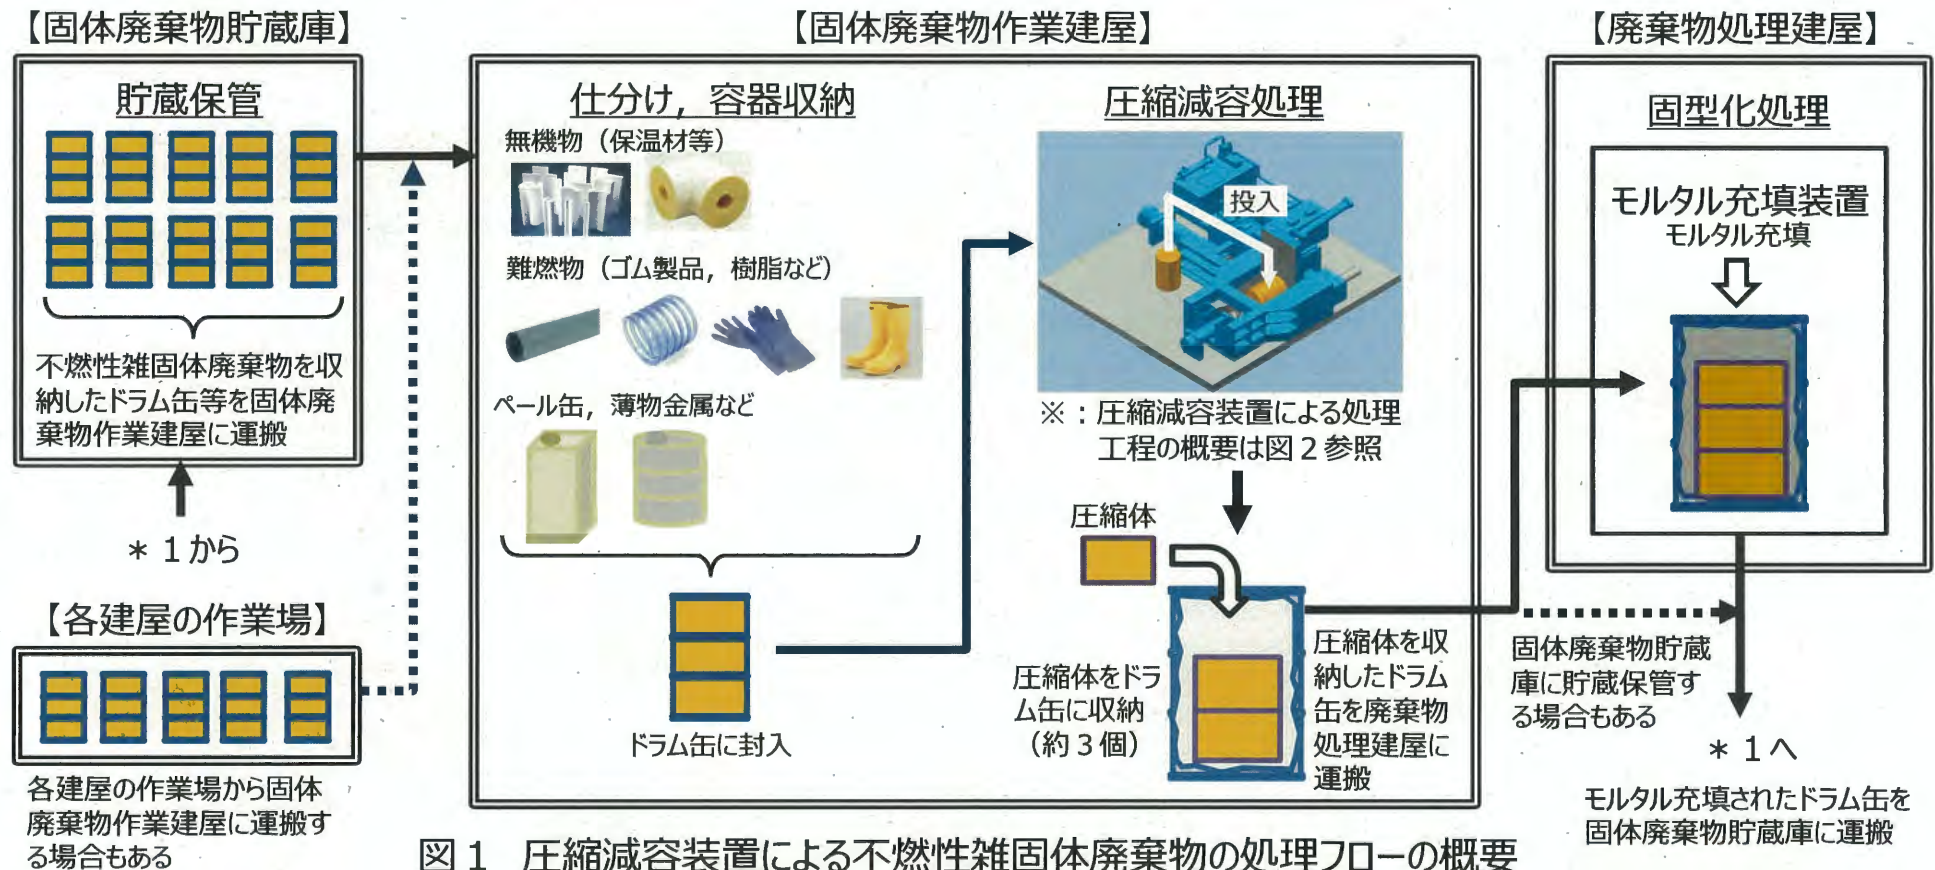 【固体廃棄物貯蔵庫】
貯蔵保管
不燃性雑固体廃棄物を収
納したドラム缶等を固体廃
棄物作業建屋に運搬
＊１から
【各建屋の作業場】
各建屋の作業場から固体
廃棄物作業建屋に運搬す
る場合もある
【固体廃棄物作業建屋】
仕分け，容器収納
無機物（保温材等）
難燃物（ゴム製品，樹脂など）
ペール缶，薄物金属など
ドラム缶に封入
圧縮減容処理
投入
※：圧縮減容装置による処理
工程の概要は図２参照
圧縮体
圧縮体をドラ
ム缶に収納
（約３個）
圧縮体を収
納したドラム
缶を廃棄物
処理建屋に
運搬
【廃棄物処理建屋】
固型化処理
モルタル充填装置
モルタル充填
固体廃棄物貯蔵
庫に貯蔵保管す
る場合もある
＊１へ
モルタル充填されたドラム缶を
固体廃棄物貯蔵庫に運搬
図１　圧縮減容装置による不燃性雑固体廃棄物の処理フローの概要